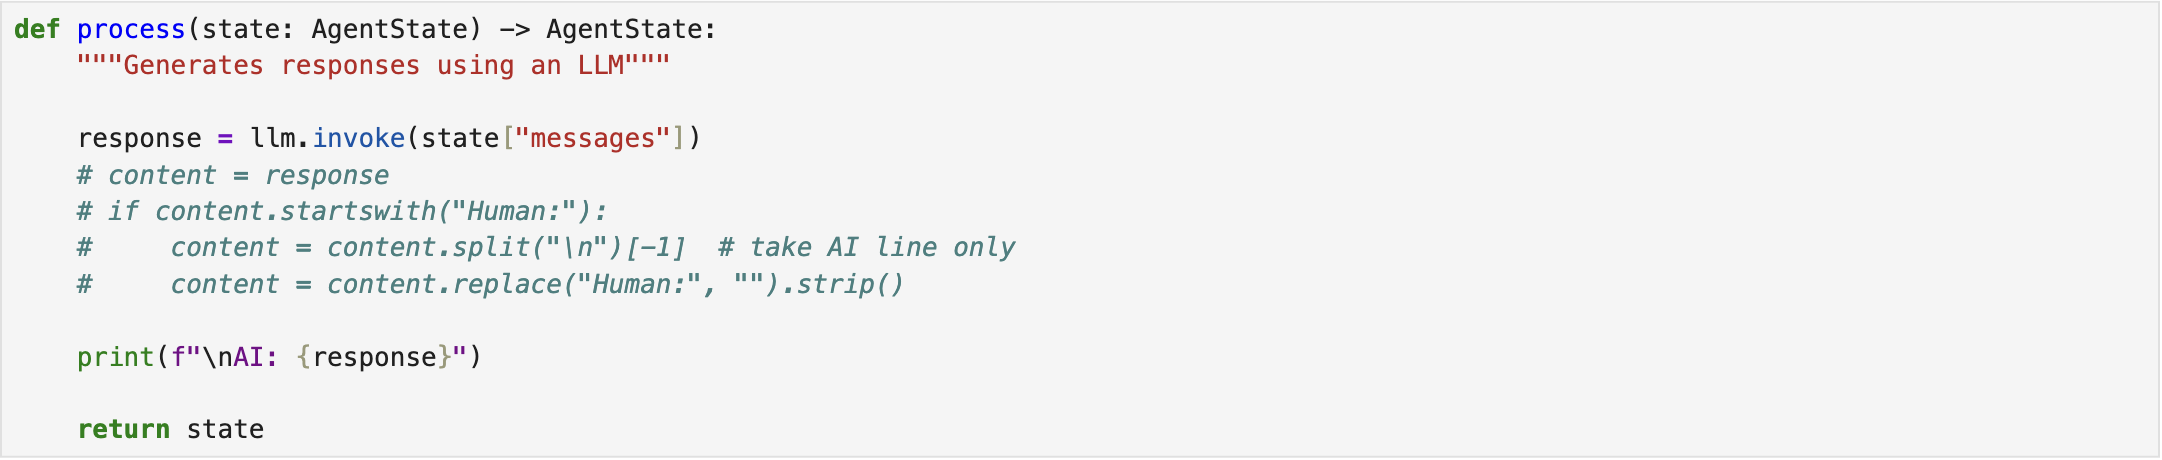 def process(state: AgentState) -> AgentState:
    """Generates responses using an LLM"""

    response = llm.invoke(state["messages"])
    # content = response
    # if content.startswith("Human:"):
    #     content = content.split("\n")[-1]  # take AI line only
    #     content = content.replace("Human:", "").strip()

    print(f"\nAI: {response}")

    return state